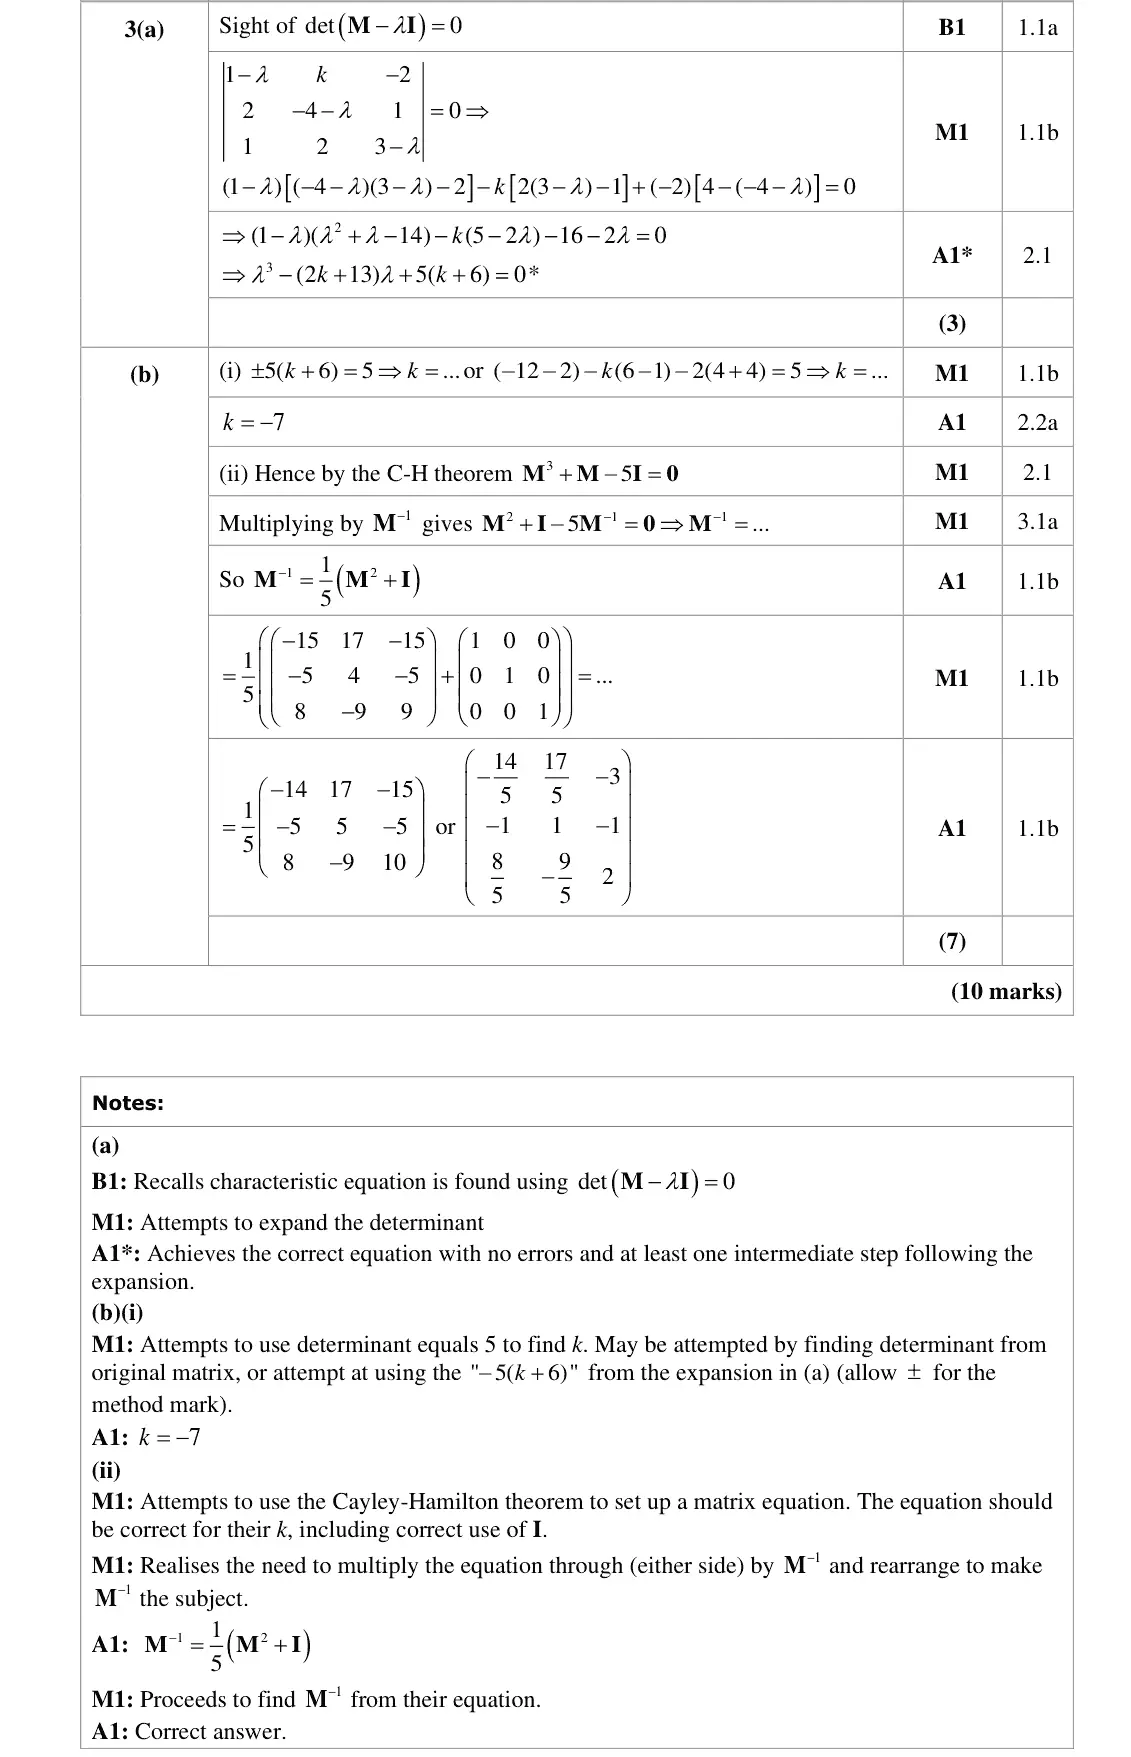 3(a) Sight of det(M − λI) = 0 B1 1.1a
|1−λ k −2|
|2 −4−λ 1| = 0 ⇒
|1 2 3−λ|
M1 1.1b
(1−λ)[(−4−λ)(3−λ)−2]−k[2(3−λ)−1]+(−2)[4−(−4−λ)]=0
⇒(1−λ)(λ²+λ−14)−k(5−2λ)−16−2λ=0
⇒λ³−(2k+13)λ+5(k+6)=0*
A1* 2.1
(3)
(b) (i) ±5(k+6)=5⇒k=...or (−12−2)−k(6−1)−2(4+4)=5⇒k=... M1 1.1b
k=−7 A1 2.2a
(ii) Hence by the C-H theorem M³+M−5I=0 M1 2.1
Multiplying by M⁻¹ gives M²+I−5M⁻¹=0⇒M⁻¹=... M1 3.1a
So M⁻¹=1/5(M²+I) A1 1.1b
=1/5((−15 17 −15
−5 4 −5
8 −9 9)+(1 0 0
0 1 0
0 0 1))=...
M1 1.1b
=1/5(−14 17 −15
−5 5 −5
8 −9 10) or (−14/5 17/5 −3
−1 1 −1
8/5 −9/5 2)
A1 1.1b
(7)
(10 marks)
Notes:
(a)
B1: Recalls characteristic equation is found using det(M−λI)=0
M1: Attempts to expand the determinant
A1*: Achieves the correct equation with no errors and at least one intermediate step following the
expansion.
(b)(i)
M1: Attempts to use determinant equals 5 to find k. May be attempted by finding determinant from
original matrix, or attempt at using the "−5(k+6)" from the expansion in (a) (allow ± for the
method mark).
A1: k=−7
(ii)
M1: Attempts to use the Cayley-Hamilton theorem to set up a matrix equation. The equation should
be correct for their k, including correct use of I.
M1: Realises the need to multiply the equation through (either side) by M⁻¹ and rearrange to make
M⁻¹ the subject.
A1: M⁻¹=1/5(M²+I)
M1: Proceeds to find M⁻¹ from their equation.
A1: Correct answer.